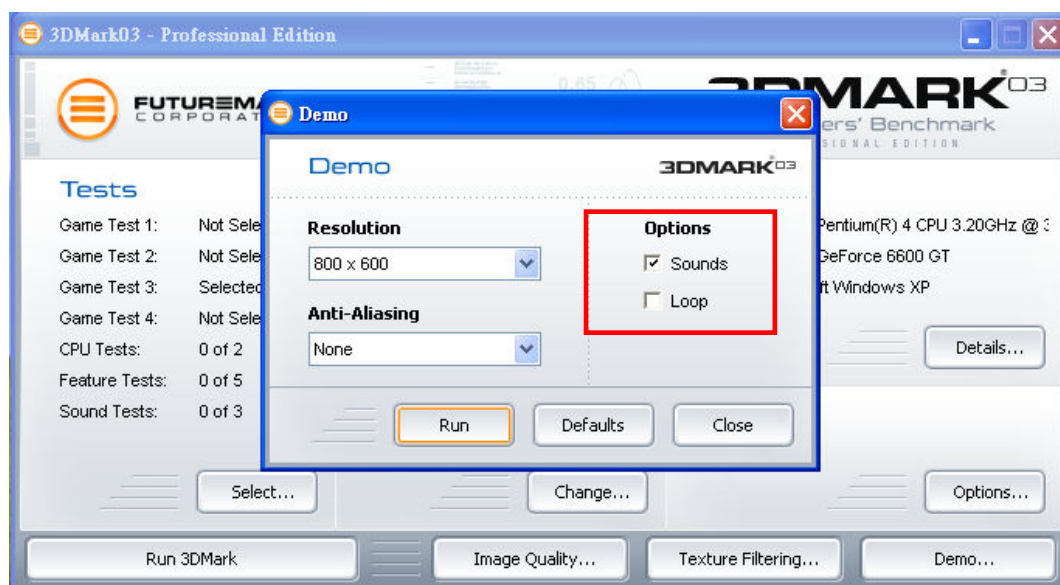 3DMark03 - Professional Edition
0.65
FUTUREMA
CORPORAT
3DMARK03
ers' Benchmark
SIONAL EDITION
Demo
Demo
3DMARK03
Resolution
800 x 600
Anti-Aliasing
None
Options
Sounds
Loop
Run
Defaults
Close
Tests
Game Test 1: Not Sele
Game Test 2: Not Sele
Game Test 3: Selected
Game Test 4: Not Sele
CPU Tests: 0 of 2
Feature Tests: 0 of 5
Sound Tests: 0 of 3
Pentium(R) 4 CPU 3.20GHz @ 3
GeForce 6600 GT
ft Windows XP
Details...
Select...
Change...
Options...
Run 3DMark
Image Quality...
Texture Filtering...
Demo...